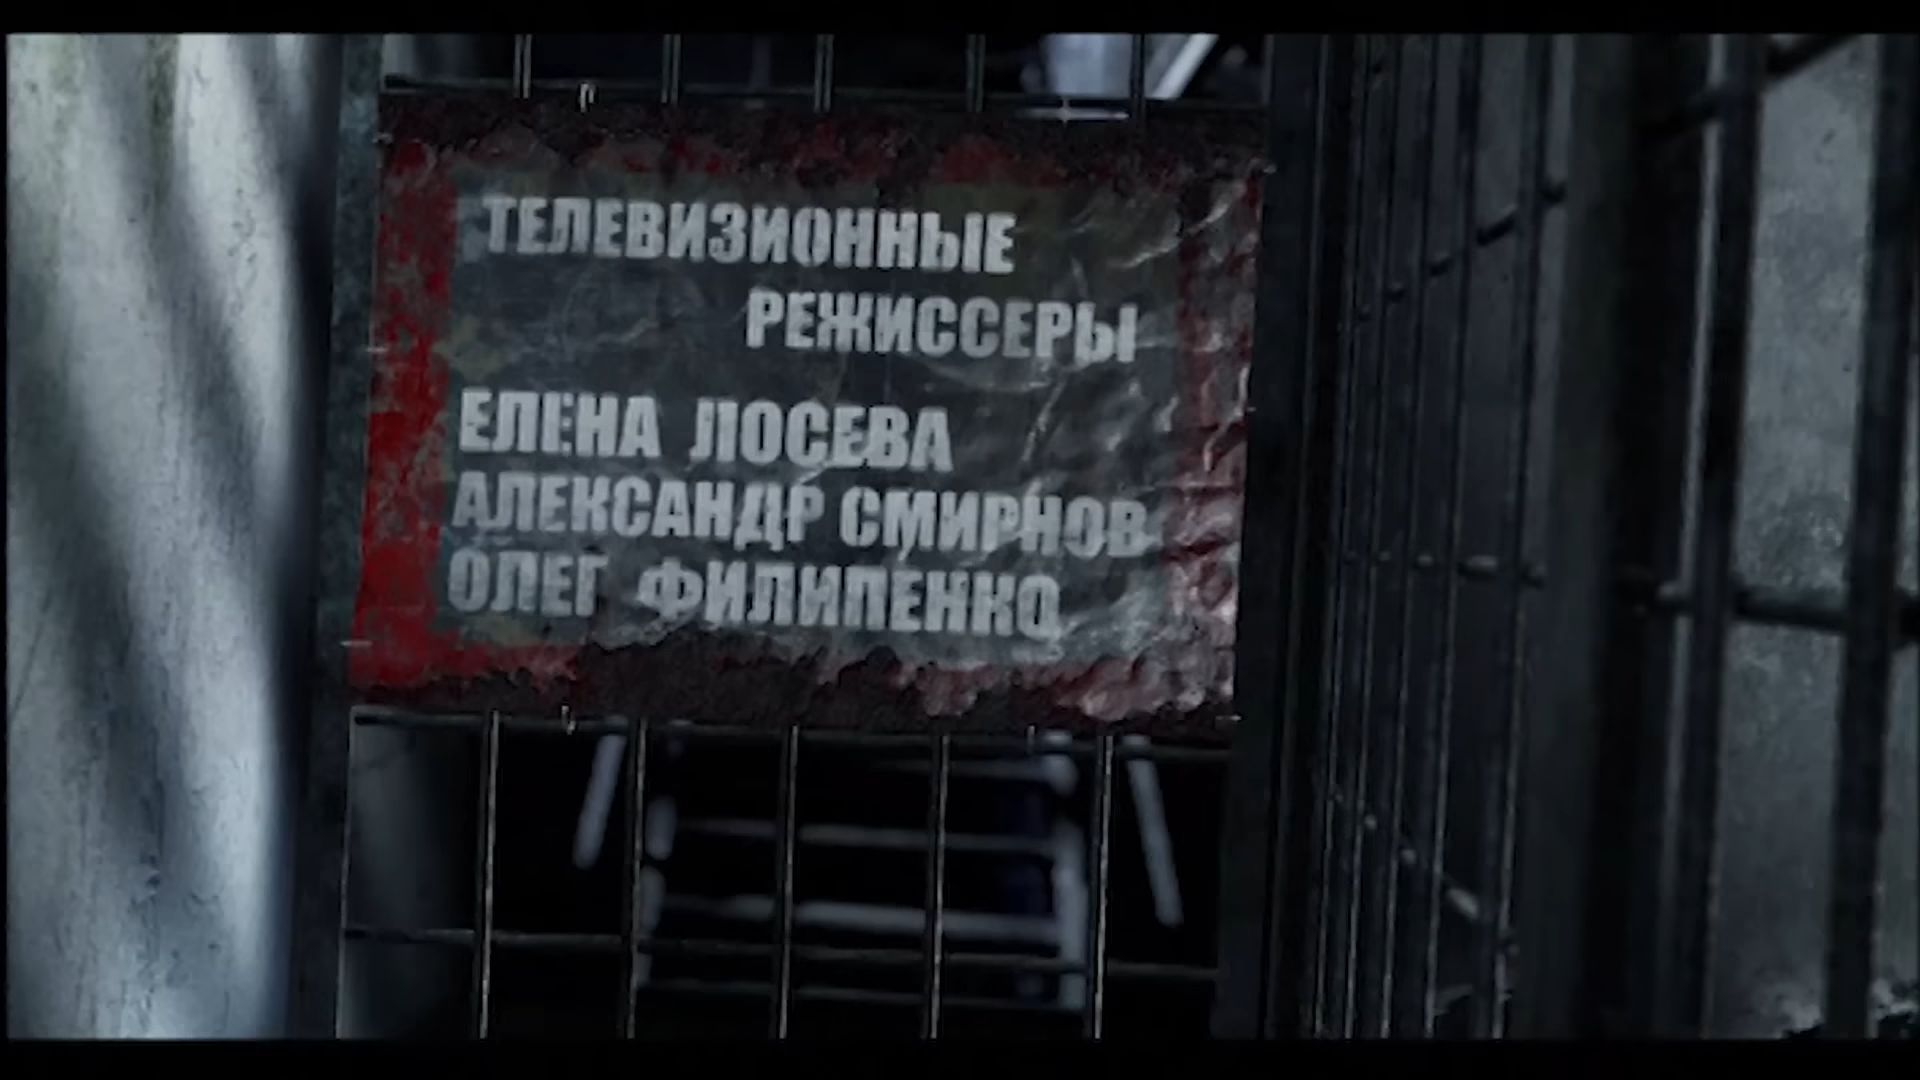 ТЕЛЕВИЗИОННЫЕ
РЕЖИССЕРЫ
ЕЛЕНА ЛОСЕВА
АЛЕКСАНДР СМИРНОВ
ОЛЕГ ФИЛИПЕНКО